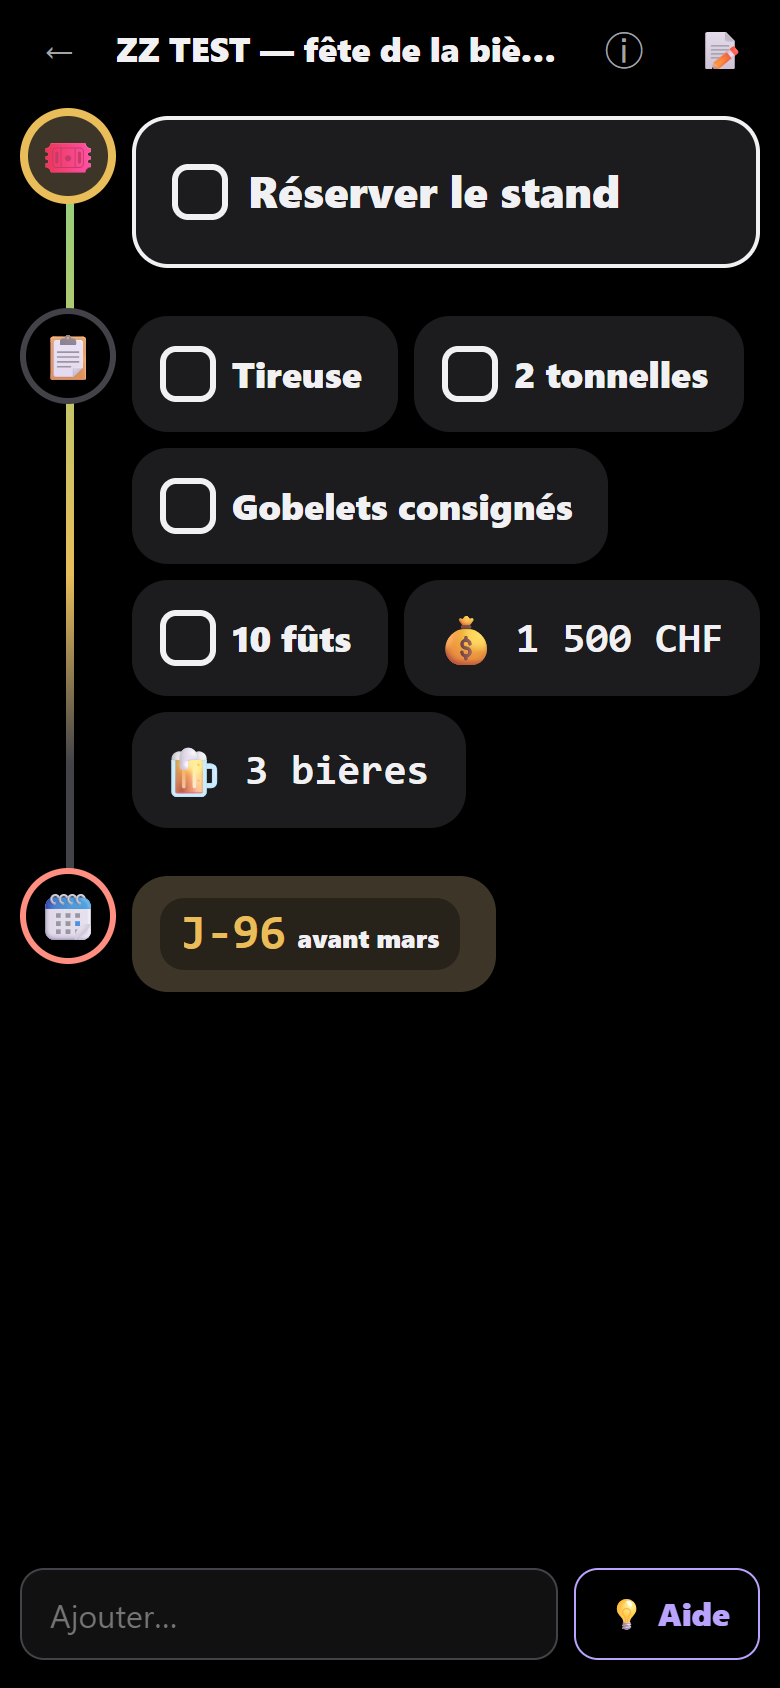 ← ZZ TEST — fête de la biè...
Réserver le stand
Tireuse
2 tonnelles
Gobelets consignés
10 fûts
1 500 CHF
3 bières
J-96 avant mars
Ajouter...
Aide